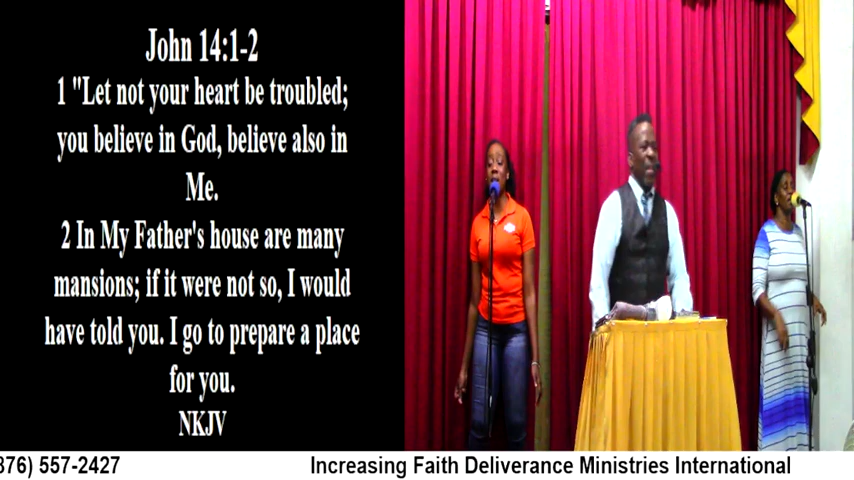 John 14:1-2
1 "Let not your heart be troubled;
you believe in God, believe also in
Me.
2 In My Father's house are many
mansions; if it were not so, I would
have told you. I go to prepare a place
for you.
NKJV
876) 557-2427 Increasing Faith Deliverance Ministries International